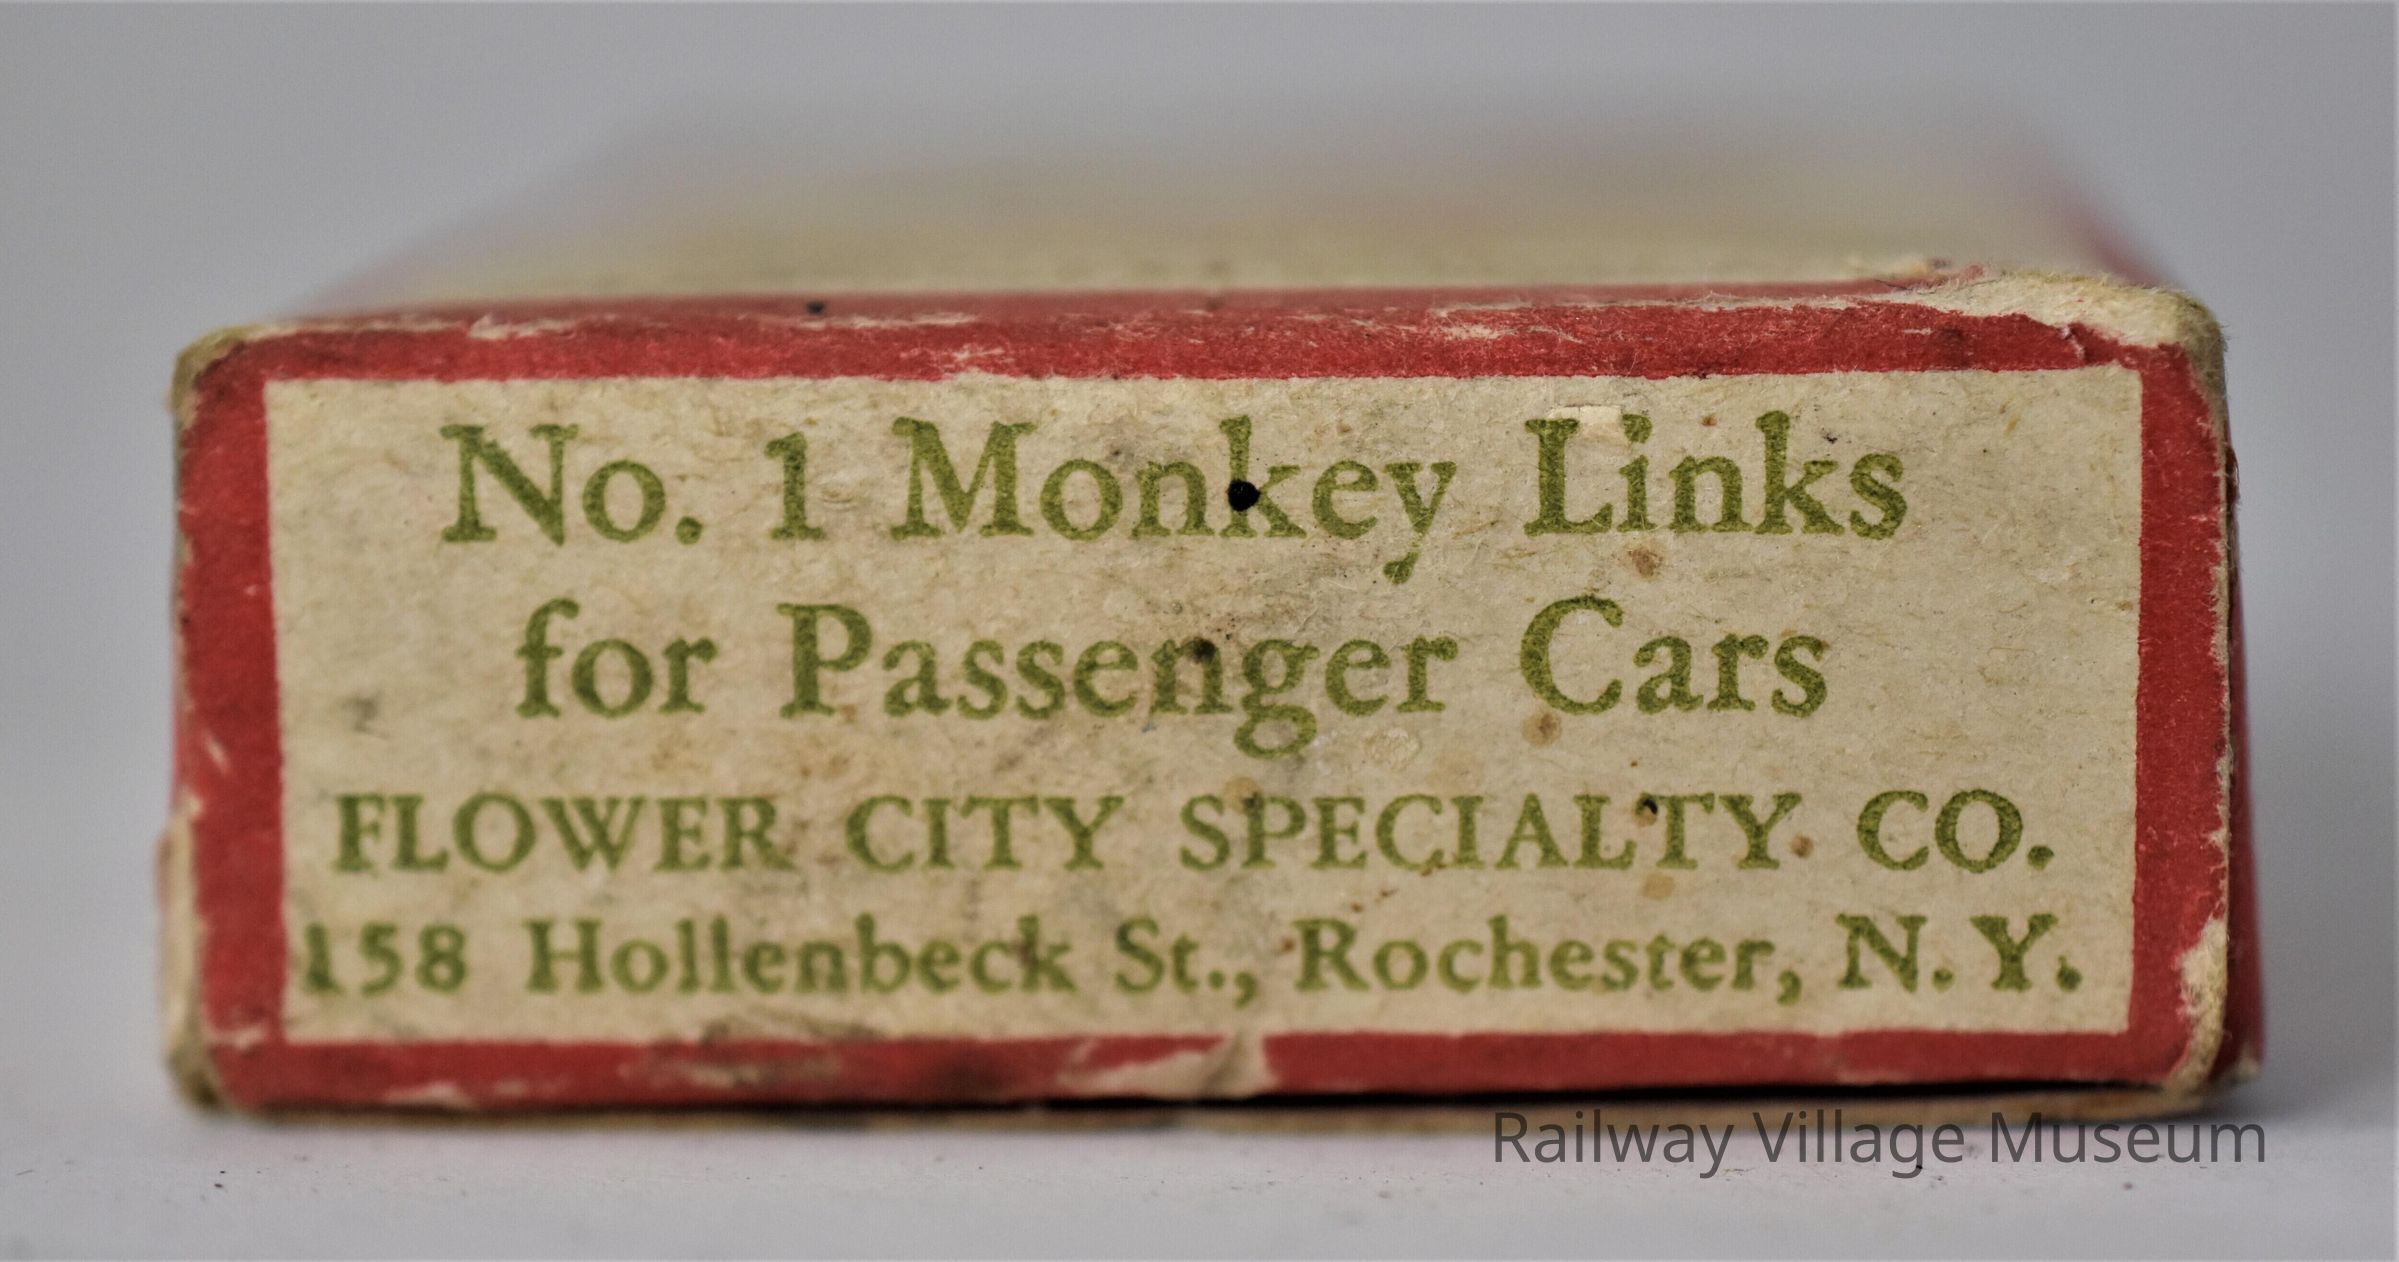 No. 1 Monkey Links
for Passenger Cars
FLOWER CITY SPECIALTY CO.
158 Hollenbeck St., Rochester, N.Y.
Railway Village Museum